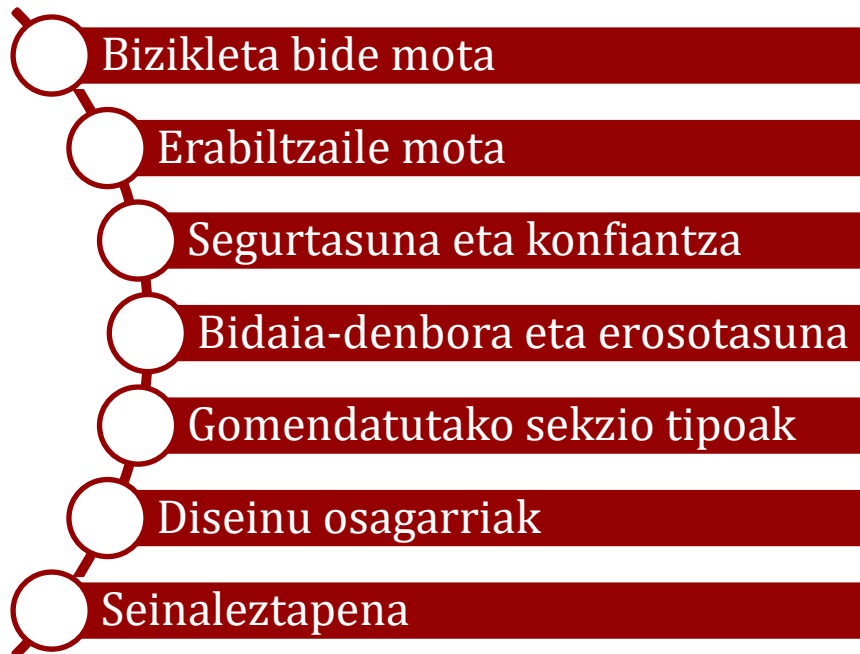 Bizikleta bide mota
Erabiltzaile mota
Segurtasuna eta konfiantza
Bidaia-denbora eta erosotasuna
Gomendatutako sekzio tipoak
Diseinu osagarriak
Seinaleztapena